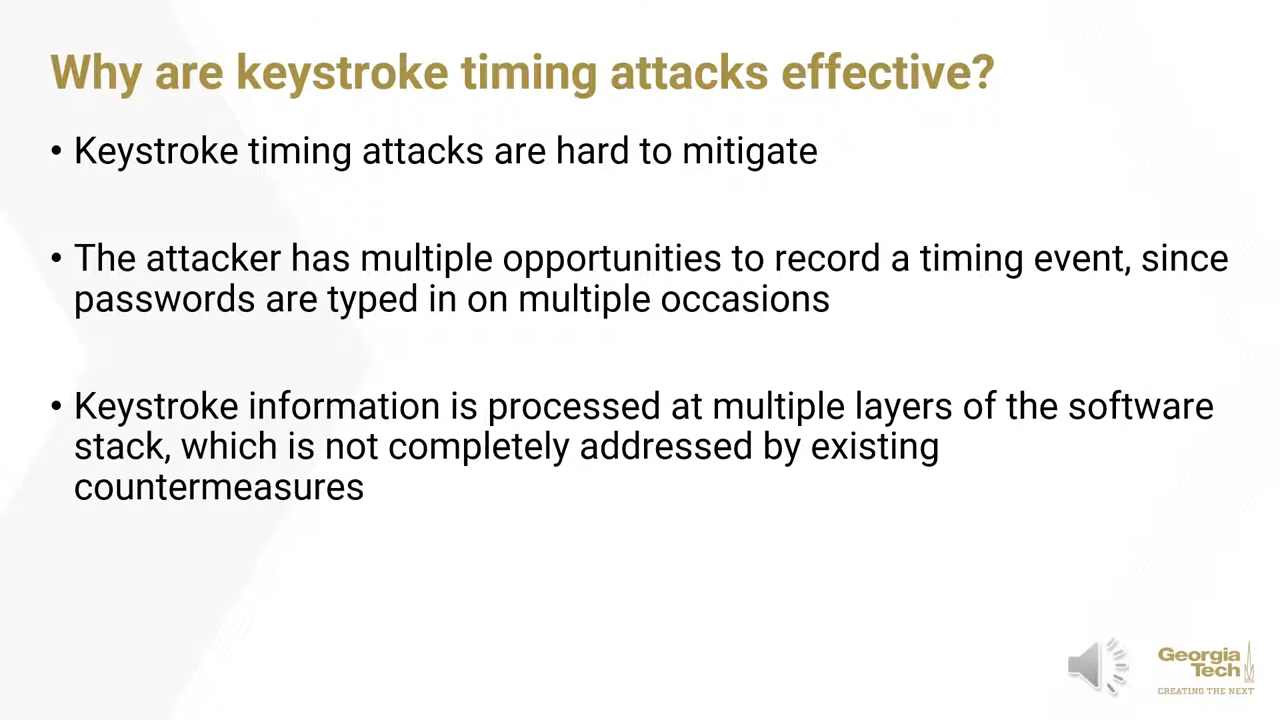 Why are keystroke timing attacks effective?
• Keystroke timing attacks are hard to mitigate
• The attacker has multiple opportunities to record a timing event, since
passwords are typed in on multiple occasions
• Keystroke information is processed at multiple layers of the software
stack, which is not completely addressed by existing
countermeasures
Georgia
Tech
CREATING THE NEXT